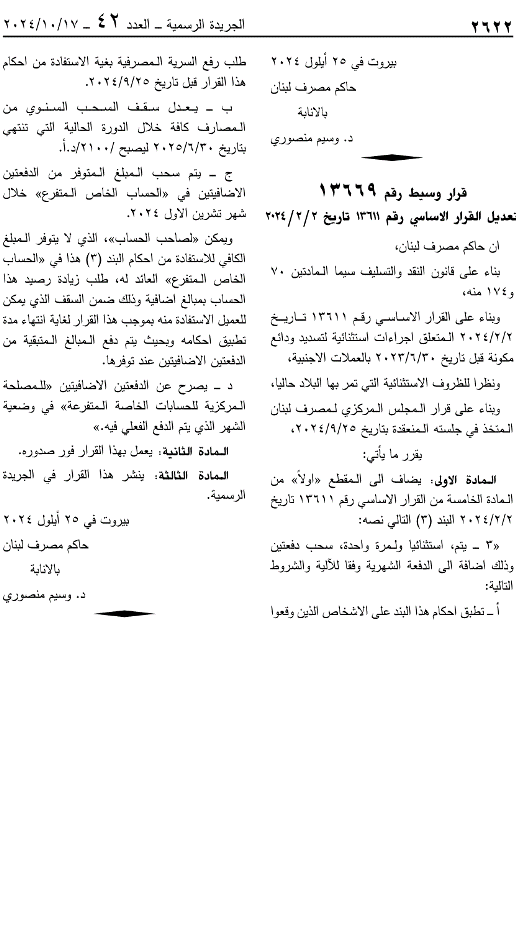 ٢٦٢٢
الجريدة الرسمية ــ العدد ٤٢ ــ ٢٠٢٤/١٠/١٧
بيروت في ٢٥ أيلول ٢٠٢٤
حاكم مصرف لبنان
بالانابة
د. وسيم منصوري
قرار وسيط رقم ١٣٦٦٩
تعديل القرار الاساسي رقم ١٣٦١١ تاريخ ٢٠٢٤/٢/٢
ان حاكم مصرف لبنان،
بناء على قانون النقد والتسليف سيما المادتين ٧٠
و١٧٤ منه،
وبناء على القرار الاساسي رقم ١٣٦١١ تاريخ
٢٠٢٤/٢/٢ المتعلق اجراءات استثنائية لتسديد ودائع
مكونة قبل تاريخ ٢٠٢٣/٦/٣٠ بالعملات الاجنبية،
ونظرا للظروف الاستثنائية التي تمر بها البلاد حاليا،
وبناء على قرار المجلس المركزي لمصرف لبنان
المتخذ في جلسته المنعقدة بتاريخ ٢٠٢٤/٩/٢٥،
يقرر ما يأتي:
المادة الاولى: يضاف الى المقطع «اولاً» من
المادة الخامسة من القرار الاساسي رقم ١٣٦١١ تاريخ
٢٠٢٤/٢/٢ البند (٣) التالي نصه:
«٣ ــ يتم، استثنائيا ولمرة واحدة، سحب دفعتين
وذلك اضافة الى الدفعة الشهرية وفقا للآلية والشروط
التالية:
أ ــ تطبق احكام هذا البند على الاشخاص الذين وقعوا
طلب رفع السرية المصرفية بغية الاستفادة من احكام
هذا القرار قبل تاريخ ٢٠٢٤/٩/٢٥.
ب ــ يعدل سقف السحب السنوي من
المصارف كافة خلال الدورة الحالية التي تنتهي
بتاريخ ٢٠٢٥/٦/٣٠ ليصبح /٢١٠٠/د.أ.
ج ــ يتم سحب المبلغ المتوفر من الدفعتين
الاضافيتين في «الحساب الخاص المتفرع» خلال
شهر تشرين الاول ٢٠٢٤.
ويمكن «لصاحب الحساب»، الذي لا يتوفر المبلغ
الكافي للاستفادة من احكام البند (٣) هذا في «الحساب
الخاص المتفرع» العائد له، طلب زيادة رصيد هذا
الحساب بمبالغ اضافية وذلك ضمن السقف الذي يمكن
للعميل الاستفادة منه بموجب هذا القرار لغاية انتهاء مدة
تطبيق احكامه وبحيث يتم دفع المبالغ المتبقية من
الدفعتين الاضافيتين عند توفرها.
د ــ يصرح عن الدفعتين الاضافيتين «للمصلحة
المركزية للحسابات الخاصة المتفرعة» في وضعية
الشهر الذي يتم الدفع الفعلي فيه.»
المادة الثانية: يعمل بهذا القرار فور صدوره.
المادة الثالثة: ينشر هذا القرار في الجريدة
الرسمية.
بيروت في ٢٥ أيلول ٢٠٢٤
حاكم مصرف لبنان
بالانابة
د. وسيم منصوري